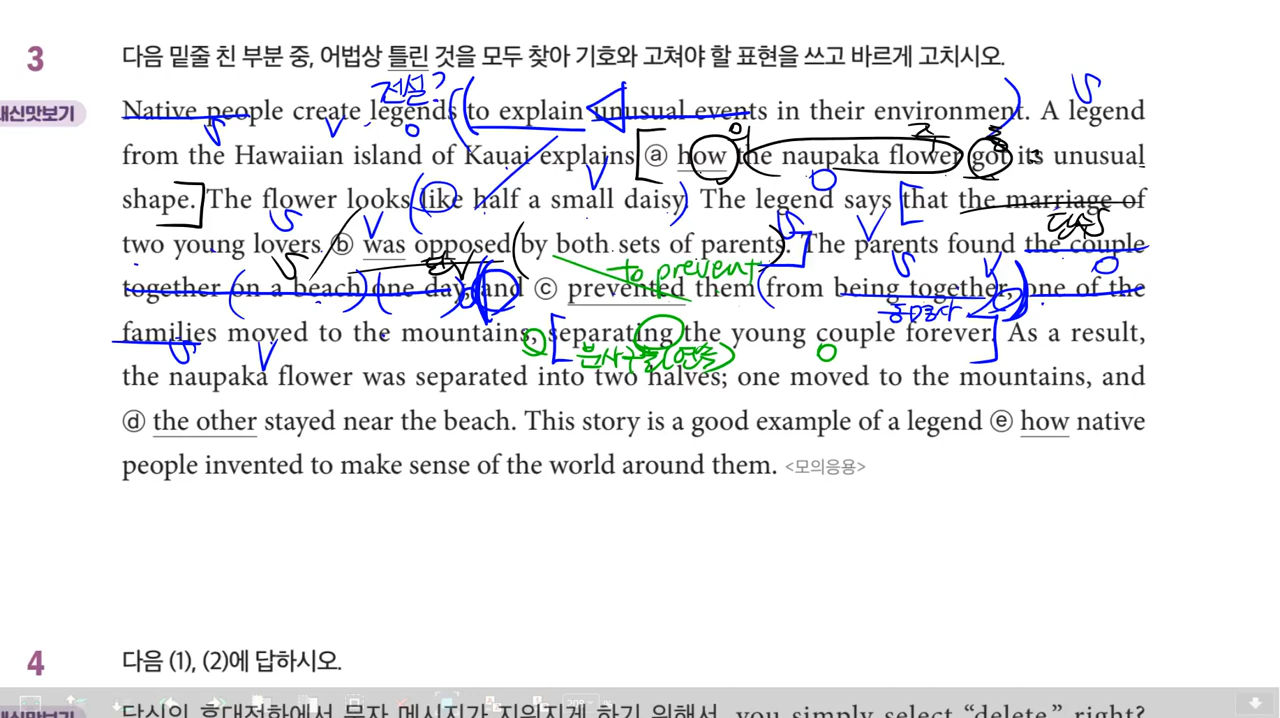 3
다음 밑줄 친 부분 중, 어법상 틀린 것을 모두 찾아 기호와 고쳐야 할 표현을 쓰고 바르게 고치시오.
전설?
S
내신맛보기
Native people create legends to explain unusual events in their environment. A legend
S V O
from the Hawaiian island of Kauai explains ⓐ how the naupaka flower got its unusual
V O
shape. The flower looks like half a small daisy. The legend says that the marriage of
S V S V
two young lovers ⓑ was opposed by both sets of parents. The parents found the couple
S V to prevent S V O
together on a beach one day, and ⓒ prevented them from being together, one of the
동명사
families moved to the mountains, separating the young couple forever. As a result,
S V 분사구문 O
the naupaka flower was separated into two halves; one moved to the mountains, and
ⓓ the other stayed near the beach. This story is a good example of a legend ⓔ how native
people invented to make sense of the world around them. <모의응용>
4
다음 (1), (2)에 답하시오.
you simply select “delete,” right?